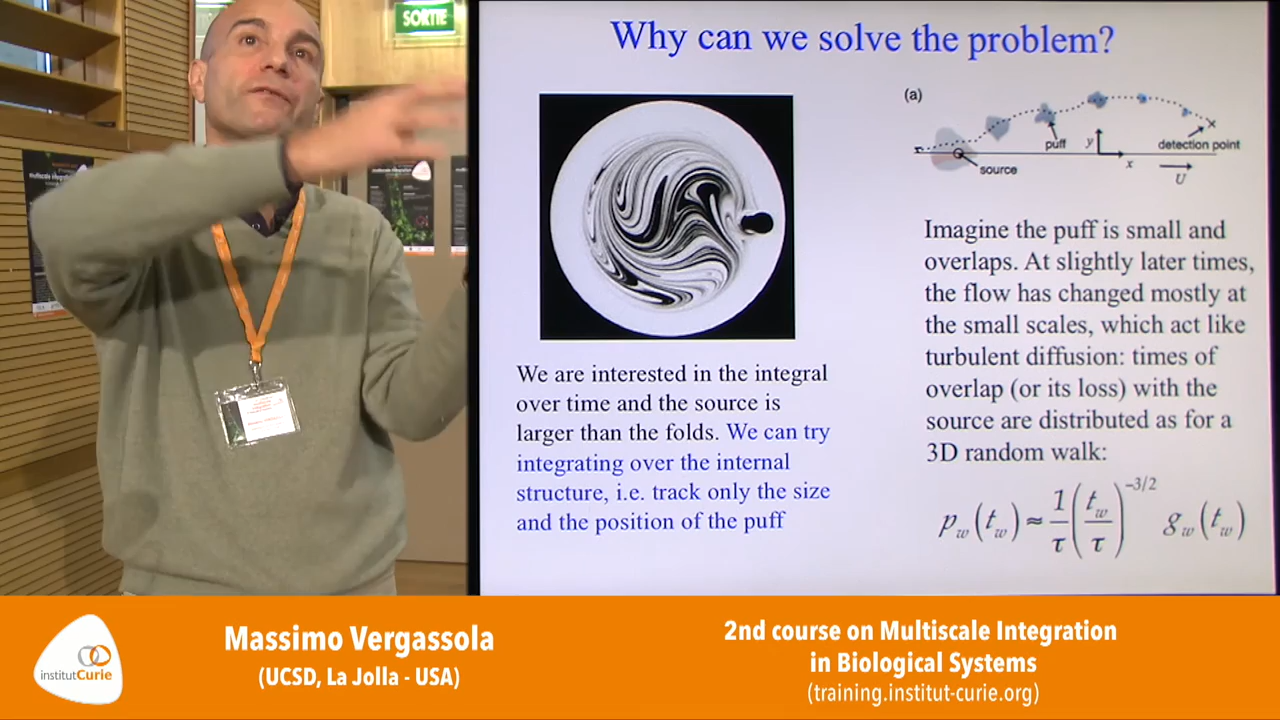 SORTIE
Why can we solve the problem?
(a)
puff
y
x
detection point
source
U
We are interested in the integral
over time and the source is
larger than the folds. We can try
integrating over the internal
structure, i.e. track only the size
and the position of the puff
Imagine the puff is small and
overlaps. At slightly later times,
the flow has changed mostly at
the small scales, which act like
turbulent diffusion: times of
overlap (or its loss) with the
source are distributed as for a
3D random walk:
p_w(t_w) ≈ 1/τ (t_w/τ)^{-3/2} g_w(t_w)
institutCurie
Massimo Vergassola
(UCSD, La Jolla - USA)
2nd course on Multiscale Integration
in Biological Systems
(training.institut-curie.org)